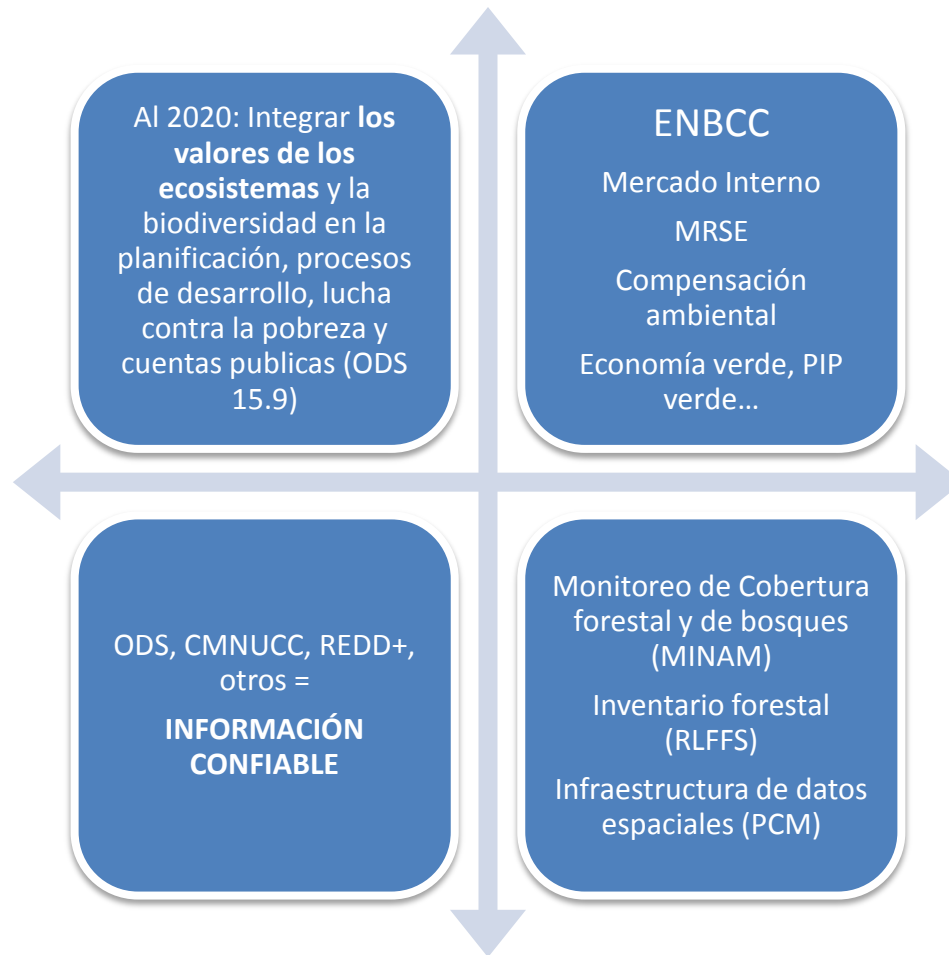 Al 2020: Integrar los
valores de los
ecosistemas y la
biodiversidad en la
planificación, procesos
de desarrollo, lucha
contra la pobreza y
cuentas publicas (ODS
15.9)
ENBCC
Mercado Interno
MRSE
Compensación
ambiental
Economía verde, PIP
verde...
ODS, CMNUCC, REDD+,
otros =
INFORMACIÓN
CONFIABLE
Monitoreo de Cobertura
forestal y de bosques
(MINAM)
Inventario forestal
(RLFFS)
Infraestructura de datos
espaciales (PCM)